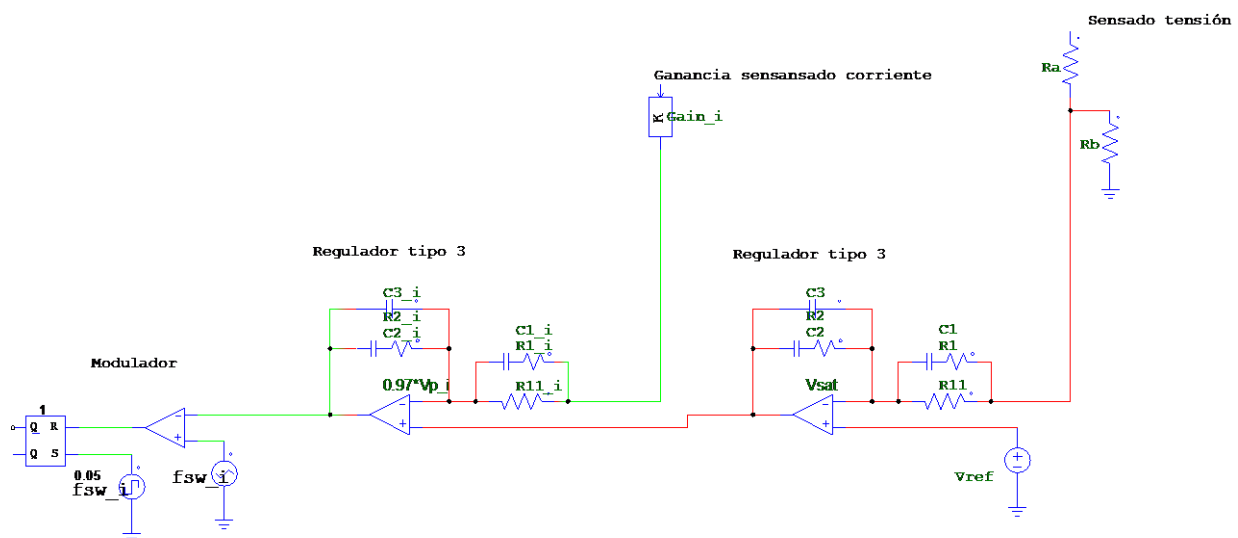 Sensado tensión
Ra
Ganancia sensansado corriente
K
Gain_i
Rb
Regulador tipo 3
Regulador tipo 3
C3_i
R2_i
C2_i
C1_i
R1_i
C3
R2
C2
C1
R1
Modulador
0.97*Vp_i
R11_i
Vsat
R11
1
Q R
Q S
0.05
fsw_i
fsw_i
Vref